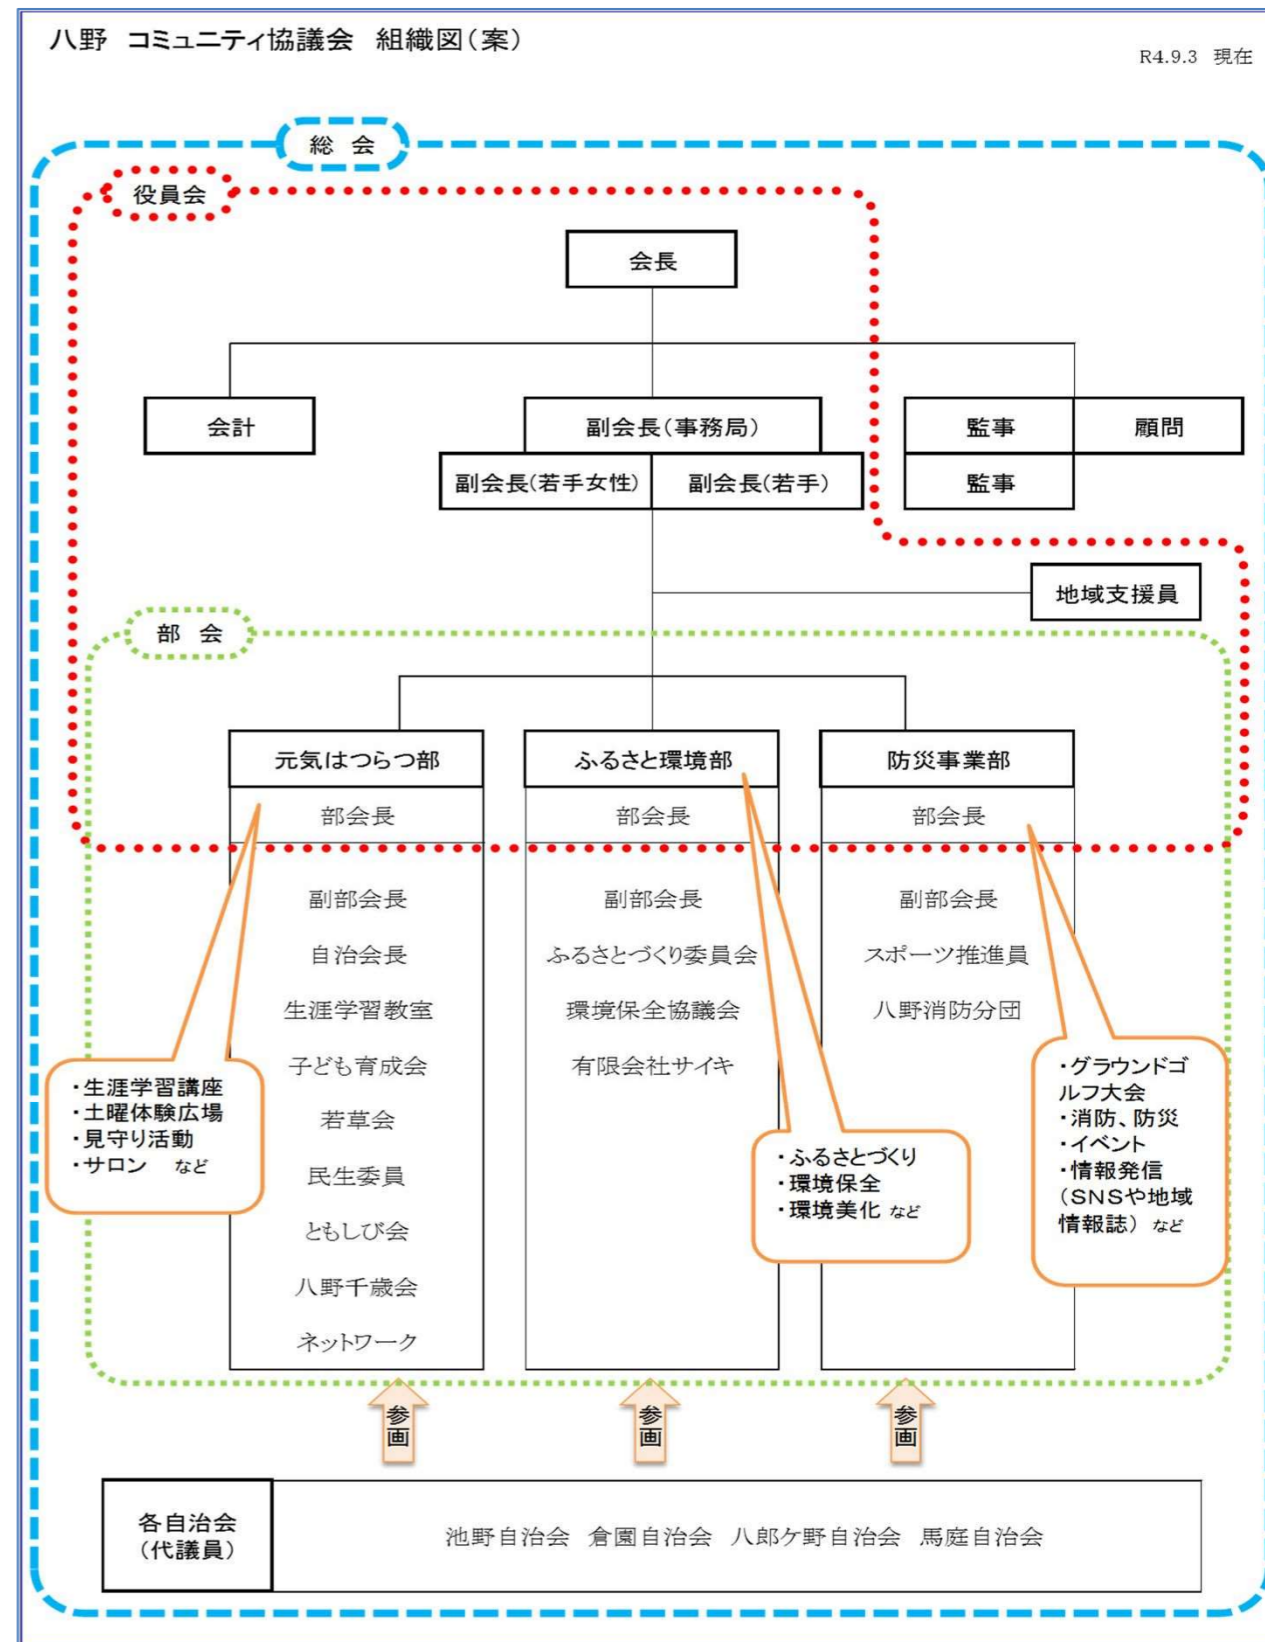 八野 コミュニティ協議会 組織図(案)
R4.9.3 現在
総 会
役員会
会長
会計
副会長(事務局)
監事
顧問
副会長(若手女性)
副会長(若手)
監事
地域支援員
部 会
元気はつらつ部
部会長
副部会長
自治会長
生涯学習教室
子ども育成会
若草会
民生委員
ともしび会
八野千歳会
ネットワーク
・生涯学習講座
・土曜体験広場
・見守り活動
・サロン など
ふるさと環境部
部会長
副部会長
ふるさとづくり委員会
環境保全協議会
有限会社サイキ
・ふるさとづくり
・環境保全
・環境美化 など
防災事業部
部会長
副部会長
スポーツ推進員
八野消防分団
・グラウンドゴ
ルフ大会
・消防、防災
・イベント
・情報発信
(SNSや地域
情報誌) など
参画
参画
参画
各自治会
(代議員)
池野自治会 倉園自治会 八郎ケ野自治会 馬庭自治会